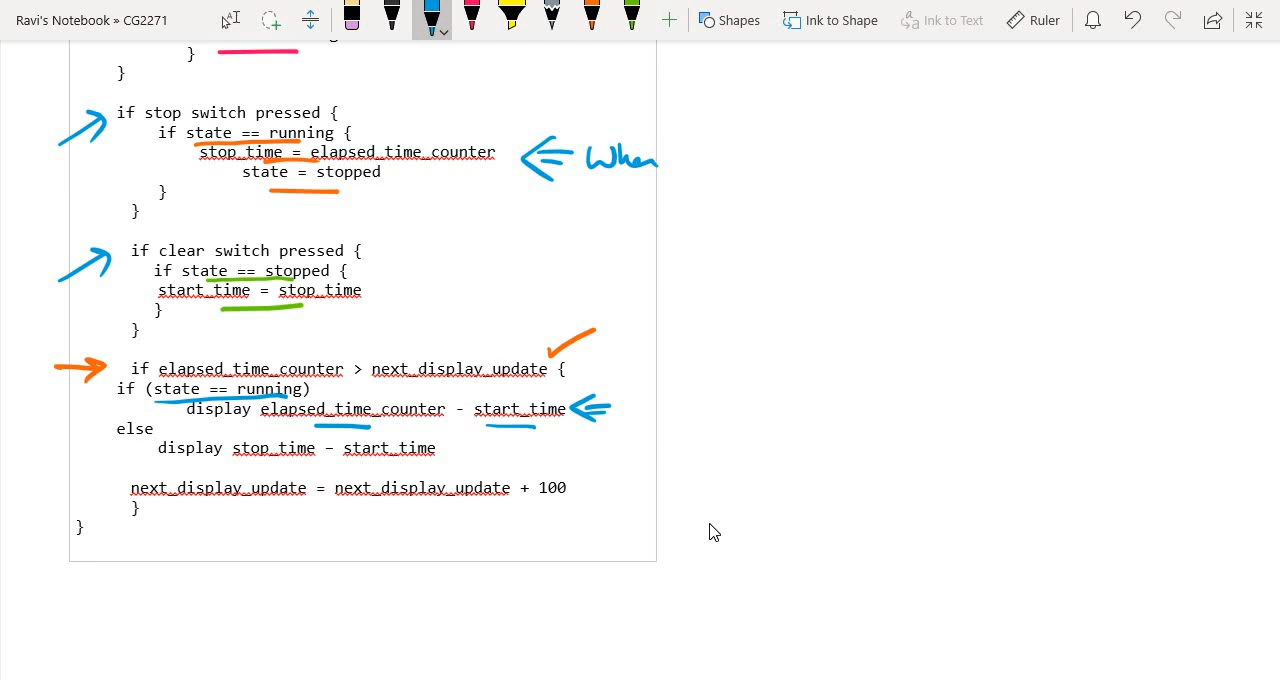 Ravi's Notebook » CG2271
Shapes
Ink to Shape
Ink to Text
Ruler
}
}
if stop switch pressed {
if state == running {
stop_time = elapsed_time_counter
When
state = stopped
}
}
if clear switch pressed {
if state == stopped {
start_time = stop_time
}
}
if elapsed_time_counter > next_display_update {
if (state == running)
display elapsed_time_counter - start_time
else
display stop_time – start_time
next_display_update = next_display_update + 100
}
}